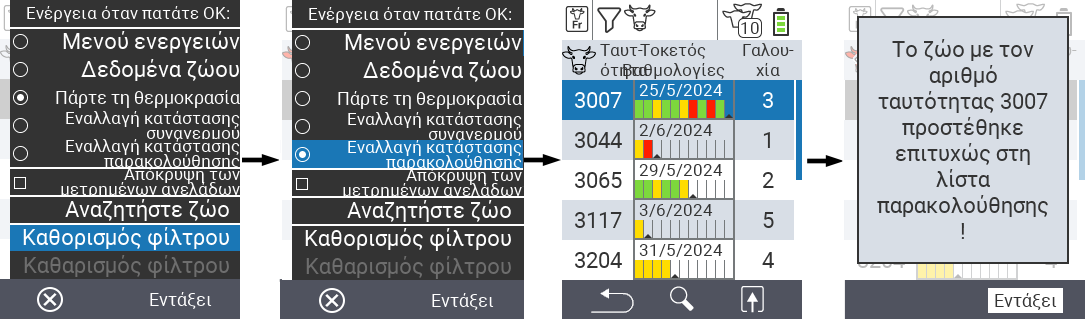 Ενέργεια όταν πατάτε OK:
Μενού ενεργειών
Δεδομένα ζώου
Πάρτε τη θερμοκρασία
Εναλλαγή κατάστασης
συναγερμού
Εναλλαγή κατάστασης
παρακολούθησης
Απόκρυψη των
μετρημένων αγελάδων
Αναζητήστε ζώο
Καθορισμός φίλτρου
Καθαρισμός φίλτρου
Εντάξει
Ενέργεια όταν πατάτε OK:
Μενού ενεργειών
Δεδομένα ζώου
Πάρτε τη θερμοκρασία
Εναλλαγή κατάστασης
συναγερμού
Εναλλαγή κατάστασης
παρακολούθησης
Απόκρυψη των
μετρημένων αγελάδων
Αναζητήστε ζώο
Καθορισμός φίλτρου
Καθαρισμός φίλτρου
Εντάξει
Fr
10
Ταυτ-
ότητα
Τοκετός
Βαθμολογίες
Γαλου-
χία
3007 25/5/2024 3
3044 2/6/2024 1
3065 29/5/2024 2
3117 3/6/2024 5
3204 31/5/2024 4
Το ζώο με τον
αριθμό
ταυτότητας 3007
προστέθηκε
επιτυχώς στη
λίστα
παρακολούθησης
!
Εντάξει